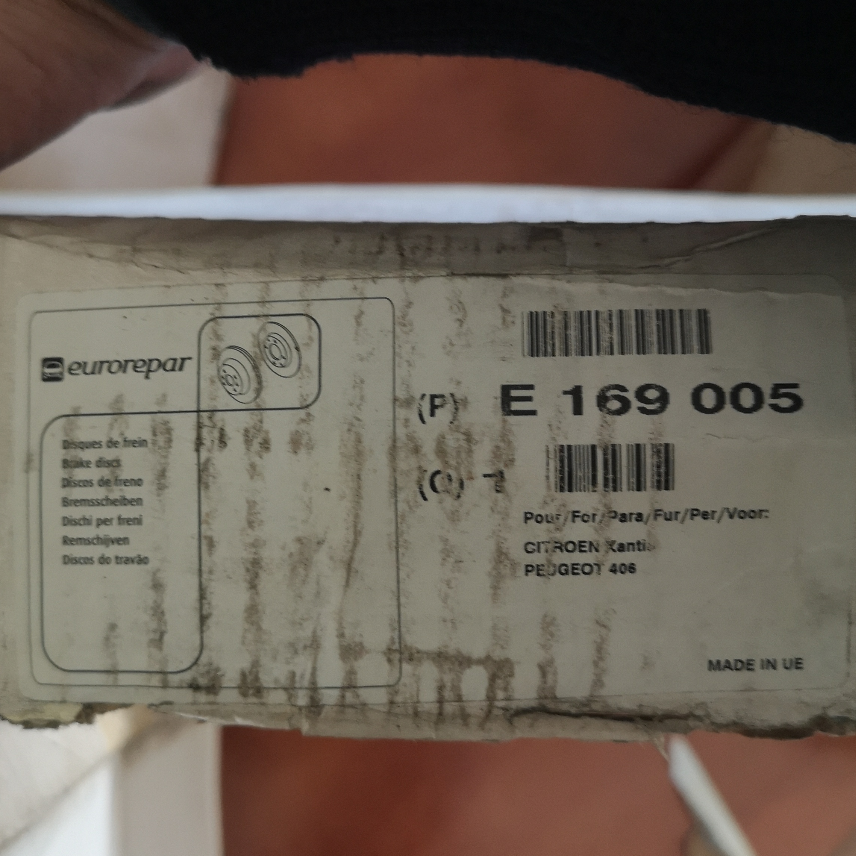 eurorepar
Disques de frein
Brake discs
Discos de freno
Bremsscheiben
Dischi per freni
Remschijven
Discos do travão
(P) E 169 005
(Q) 1
Pour/For/Para/Fur/Per/Voor:
CITROEN Xantia
PEUGEOT 406
MADE IN UE